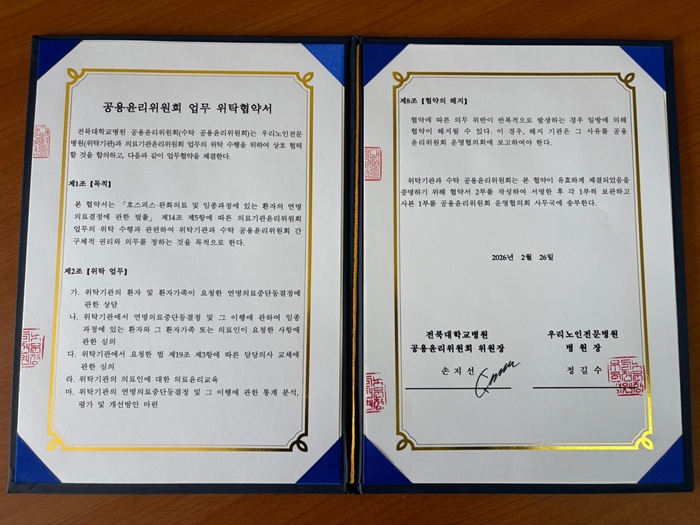 공용윤리위원회 업무 위탁협약서
전북대학교병원 공용윤리위원회(수탁 공용윤리위원회)는 우리노인전문
병원(위탁기관)과 의료기관윤리위원회 업무의 위탁 수행을 위하여 상호 협력
할 것을 합의하고, 다음과 같이 업무협약을 체결한다.
제1조 【목적】
본 협약서는 「호스피스·완화의료 및 임종과정에 있는 환자의 연명
의료결정에 관한 법률」 제14조 제5항에 따른 의료기관윤리위원회
업무의 위탁 수행과 관련하여 위탁기관과 수탁 공용윤리위원회 간
구체적 권리와 의무를 정하는 것을 목적으로 한다.
제2조 【위탁 업무】
가. 위탁기관의 환자 및 환자가족이 요청한 연명의료중단등결정에
관한 상담
나. 위탁기관에서 연명의료중단등결정 및 그 이행에 관하여 임종
과정에 있는 환자와 그 환자가족 또는 의료인이 요청한 사항에
관한 심의
다. 위탁기관에서 요청한 법 제19조 제3항에 따른 담당의사 교체에
관한 심의
라. 위탁기관의 의료인에 대한 의료윤리교육
마. 위탁기관의 연명의료중단등결정 및 그 이행에 관한 통계 분석,
평가 및 개선방안 마련
제8조 【협약의 해지】
협약에 따른 의무 위반이 반복적으로 발생하는 경우 일방에 의해
협약이 해지될 수 있다. 이 경우, 해지 기관은 그 사유를 공용
윤리위원회 운영협의회에 보고하여야 한다.
위탁기관과 수탁 공용윤리위원회는 본 협약이 유효하게 체결되었음을
증명하기 위해 협약서 2부를 작성하여 서명한 후 각 1부씩 보관하고
사본 1부를 공용윤리위원회 운영협의회 사무국에 송부한다.
2026년 2월 26일
전북대학교병원
공용윤리위원회 위원장
손지선
우리노인전문병원
병 원 장
정길수